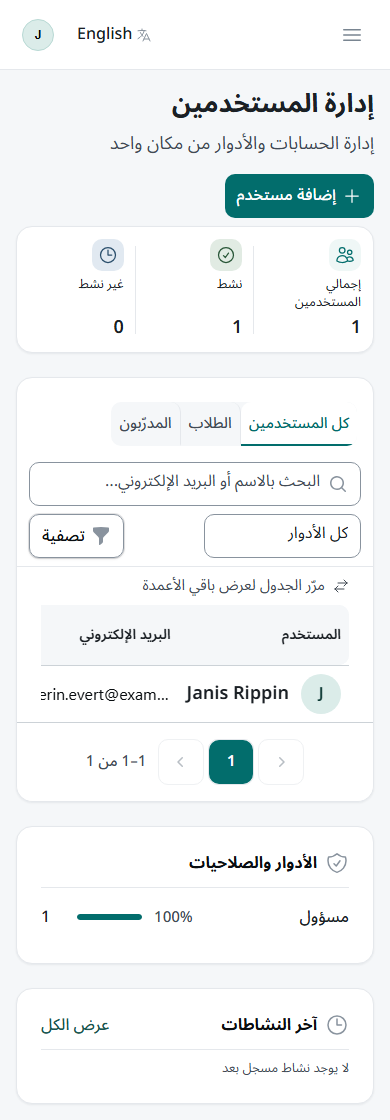 J
English
إدارة المستخدمين
إدارة الحسابات والأدوار من مكان واحد
إضافة مستخدم
إجمالي المستخدمين
1
نشط
1
غير نشط
0
كل المستخدمين
الطلاب
المدرّبون
البحث بالاسم أو البريد الإلكتروني...
كل الأدوار
تصفية
مرّر الجدول لعرض باقي الأعمدة
المستخدم
البريد الإلكتروني
J
Janis Rippin
erin.evert@exam...
1
1–1 من 1
الأدوار والصلاحيات
مسؤول
100%
1
آخر النشاطات
عرض الكل
لا يوجد نشاط مسجل بعد